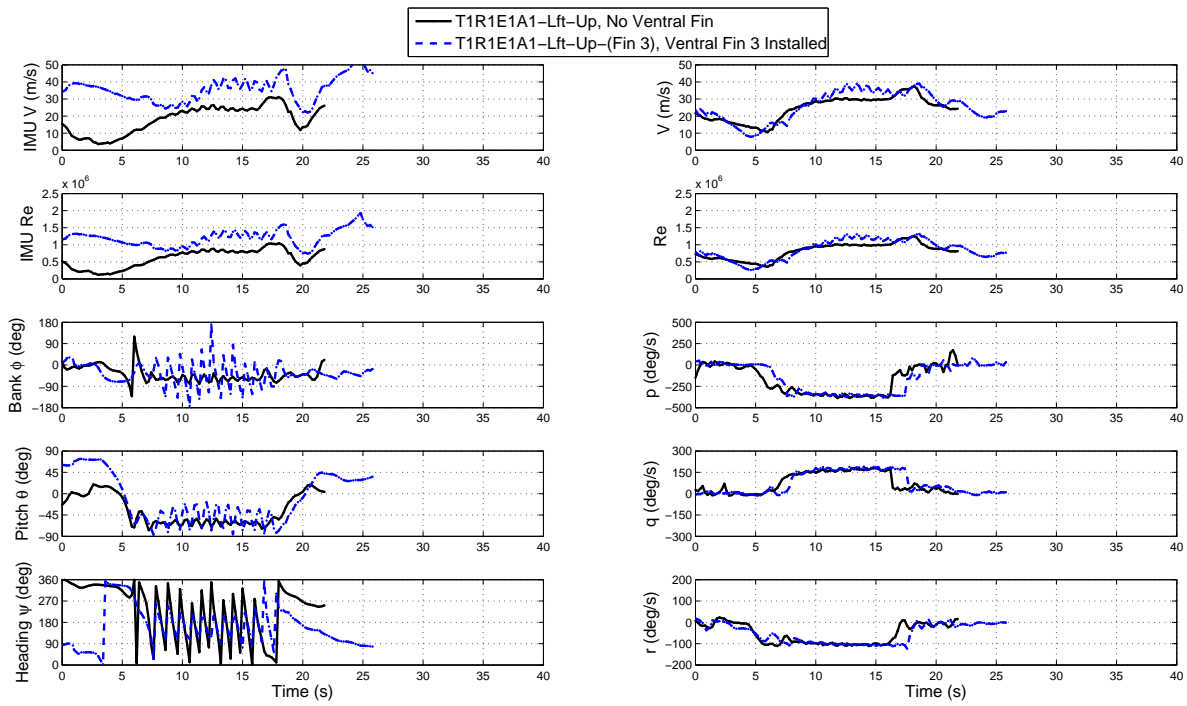 T1R1E1A1−Lft−Up, No Ventral Fin
T1R1E1A1−Lft−Up−(Fin 3), Ventral Fin 3 Installed
IMU V (m/s)
50
40
30
20
10
0
0 5 10 15 20 25 30 35 40
V (m/s)
50
40
30
20
10
0
0 5 10 15 20 25 30 35 40
IMU Re
x 10^6
2.5
2
1.5
1
0.5
0
0 5 10 15 20 25 30 35 40
Re
x 10^6
2.5
2
1.5
1
0.5
0
0 5 10 15 20 25 30 35 40
Bank ϕ (deg)
180
90
0
−90
−180
0 5 10 15 20 25 30 35 40
p (deg/s)
500
250
0
−250
−500
0 5 10 15 20 25 30 35 40
Pitch θ (deg)
90
45
0
−45
−90
0 5 10 15 20 25 30 35 40
q (deg/s)
300
150
0
−150
−300
0 5 10 15 20 25 30 35 40
Heading ψ (deg)
360
270
180
90
0
0 5 10 15 20 25 30 35 40
Time (s)
r (deg/s)
200
100
0
−100
−200
0 5 10 15 20 25 30 35 40
Time (s)